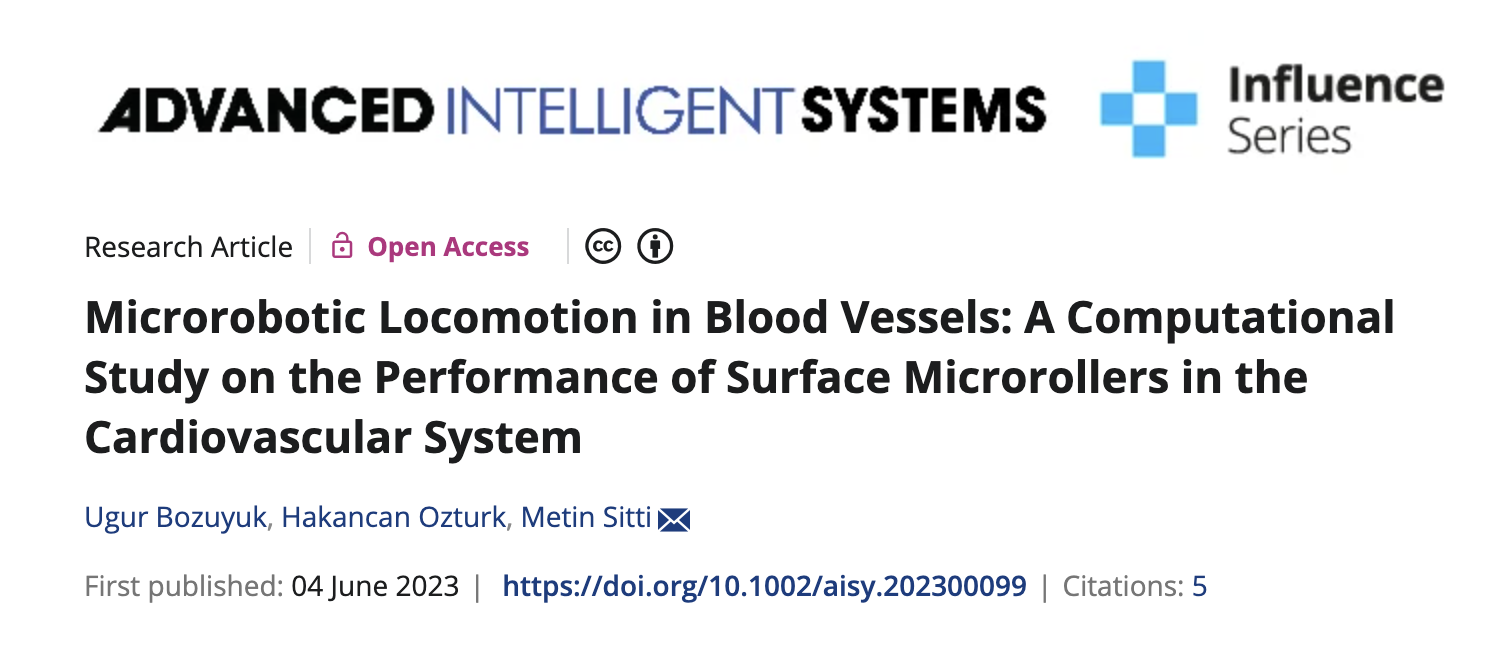 ADVANCED INTELLIGENT SYSTEMS
Influence
Series
Research Article | Open Access | cc
Microrobotic Locomotion in Blood Vessels: A Computational
Study on the Performance of Surface Microrollers in the
Cardiovascular System
Ugur Bozuyuk, Hakancan Ozturk, Metin Sitti
First published: 04 June 2023 | https://doi.org/10.1002/aisy.202300099 | Citations: 5